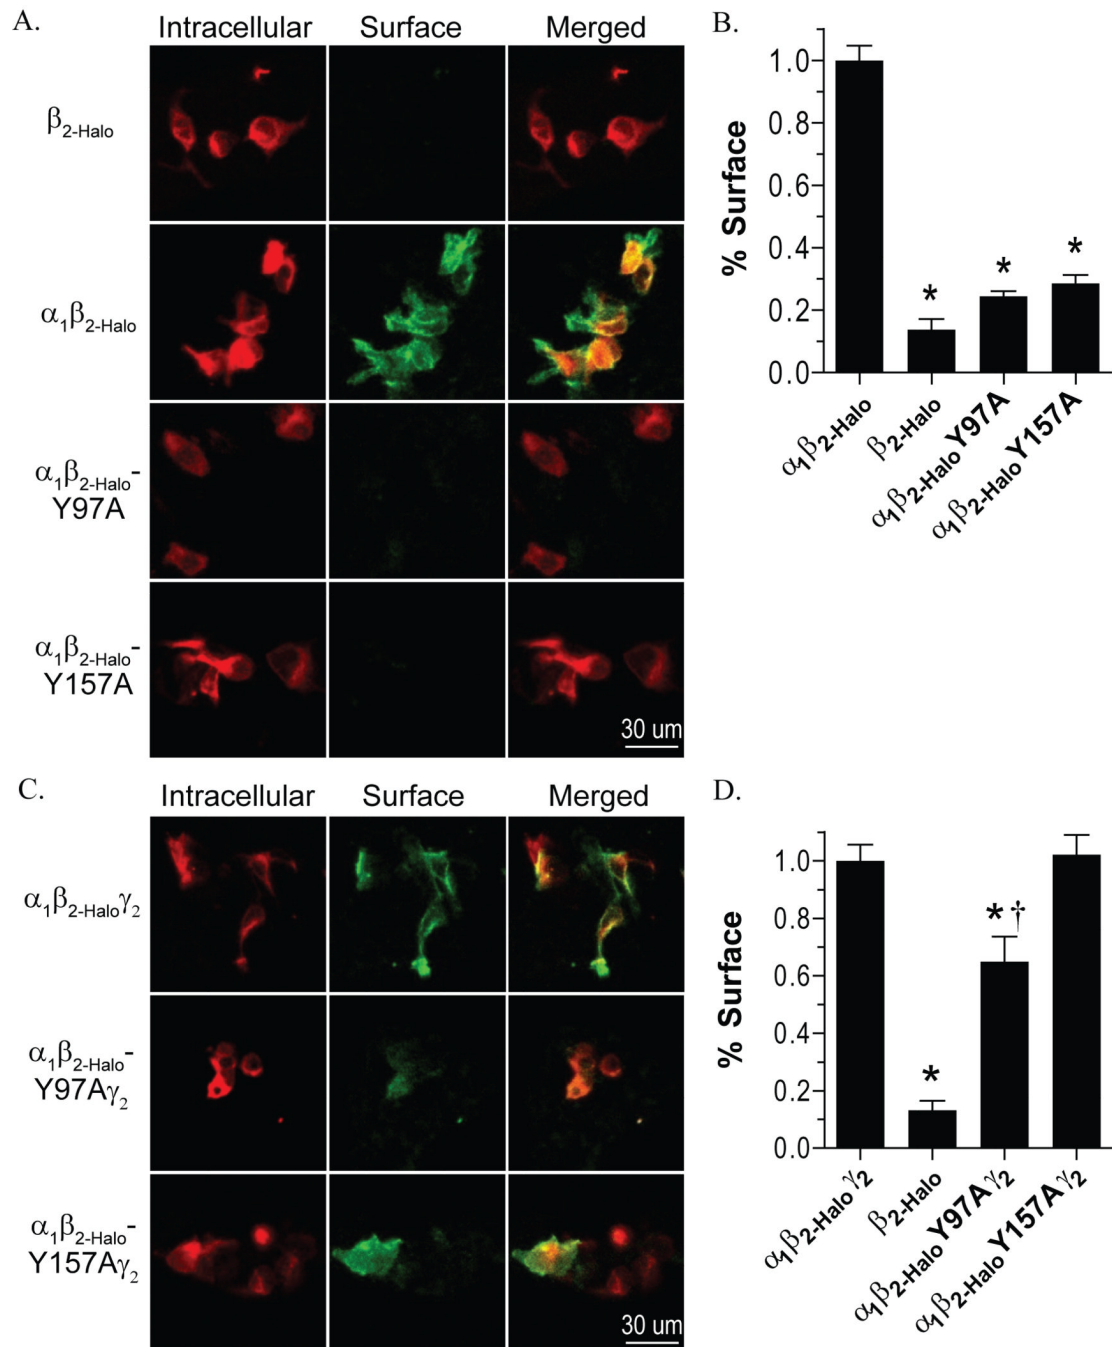 A.
Intracellular Surface Merged
β2-Halo
α1β2-Halo
α1β2-Halo-
Y97A
α1β2-Halo-
Y157A
30 um
B.
% Surface
1.0
0.8
0.6
0.4
0.2
0.0
*
*
*
α1β2-Halo
β2-Halo
α1β2-Halo Y97A
α1β2-Halo Y157A
C.
Intracellular Surface Merged
α1β2-Haloγ2
α1β2-Halo-
Y97Aγ2
α1β2-Halo-
Y157Aγ2
30 um
D.
% Surface
1.0
0.8
0.6
0.4
0.2
0.0
*
*†
α1β2-Haloγ2
β2-Halo
α1β2-Halo Y97Aγ2
α1β2-Halo Y157Aγ2